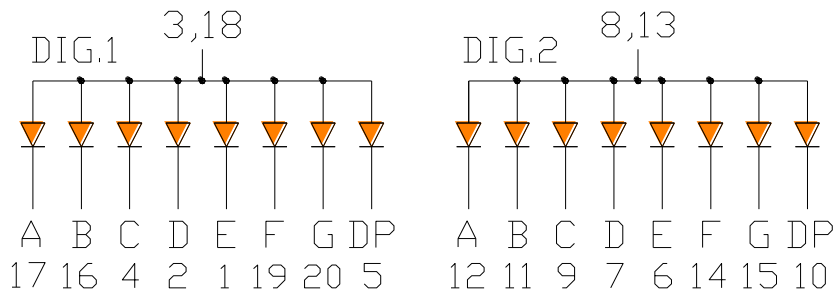 3,18 8,13
DIG.1 DIG.2
A B C D E F G DP A B C D E F G DP
17 16 4 2 1 19 20 5 12 11 9 7 6 14 15 10